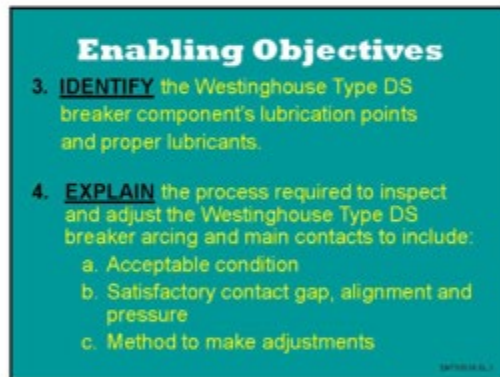 Enabling Objectives
3. IDENTIFY the Westinghouse Type DS
breaker component's lubrication points
and proper lubricants.
4. EXPLAIN the process required to inspect
and adjust the Westinghouse Type DS
breaker arcing and main contacts to include:
a. Acceptable condition
b. Satisfactory contact gap, alignment and
pressure
c. Method to make adjustments